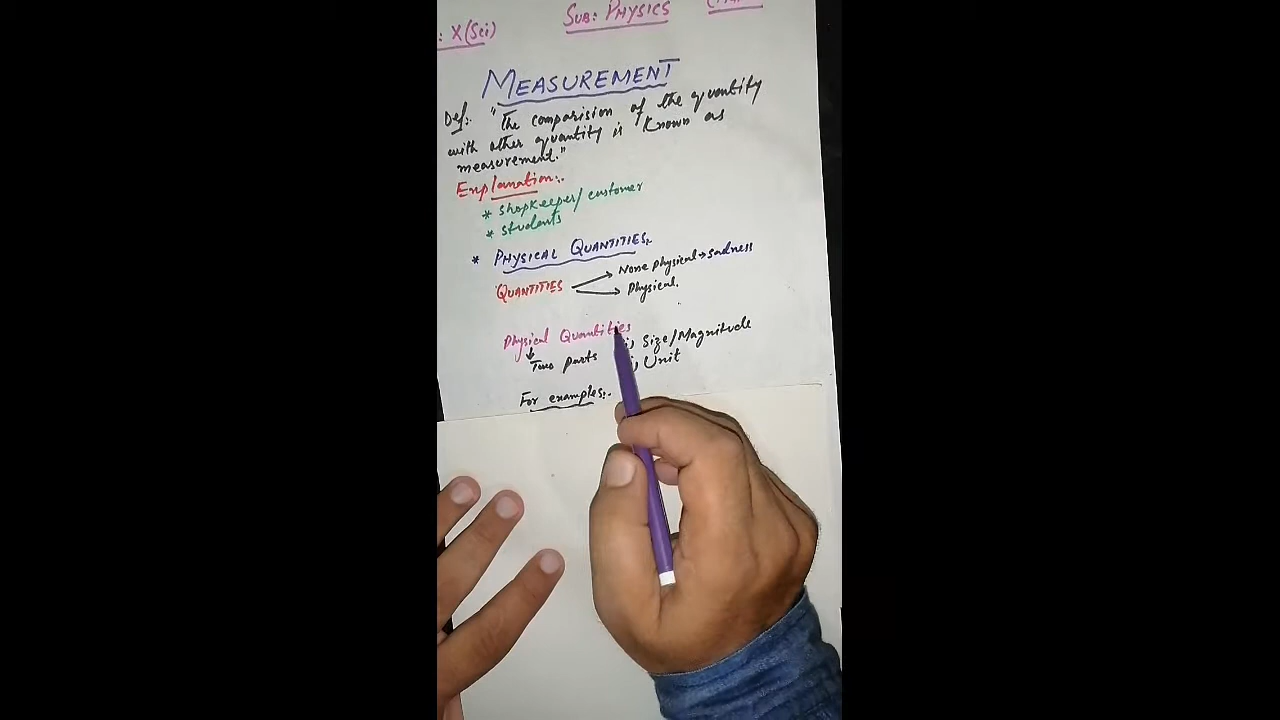 : X(Sci)
SUB: PHYSICS
MEASUREMENT
Def:. "The comparision of the quantity
with other quantity is known as
measurement."
Explanation:.
* shopkeeper/customer
* students
* PHYSICAL QUANTITIES:.
QUANTITIES
None physical → sadness
physical.
Physical Quantities
↓
Two parts
i, Size/Magnitude
i, Unit
For examples:.